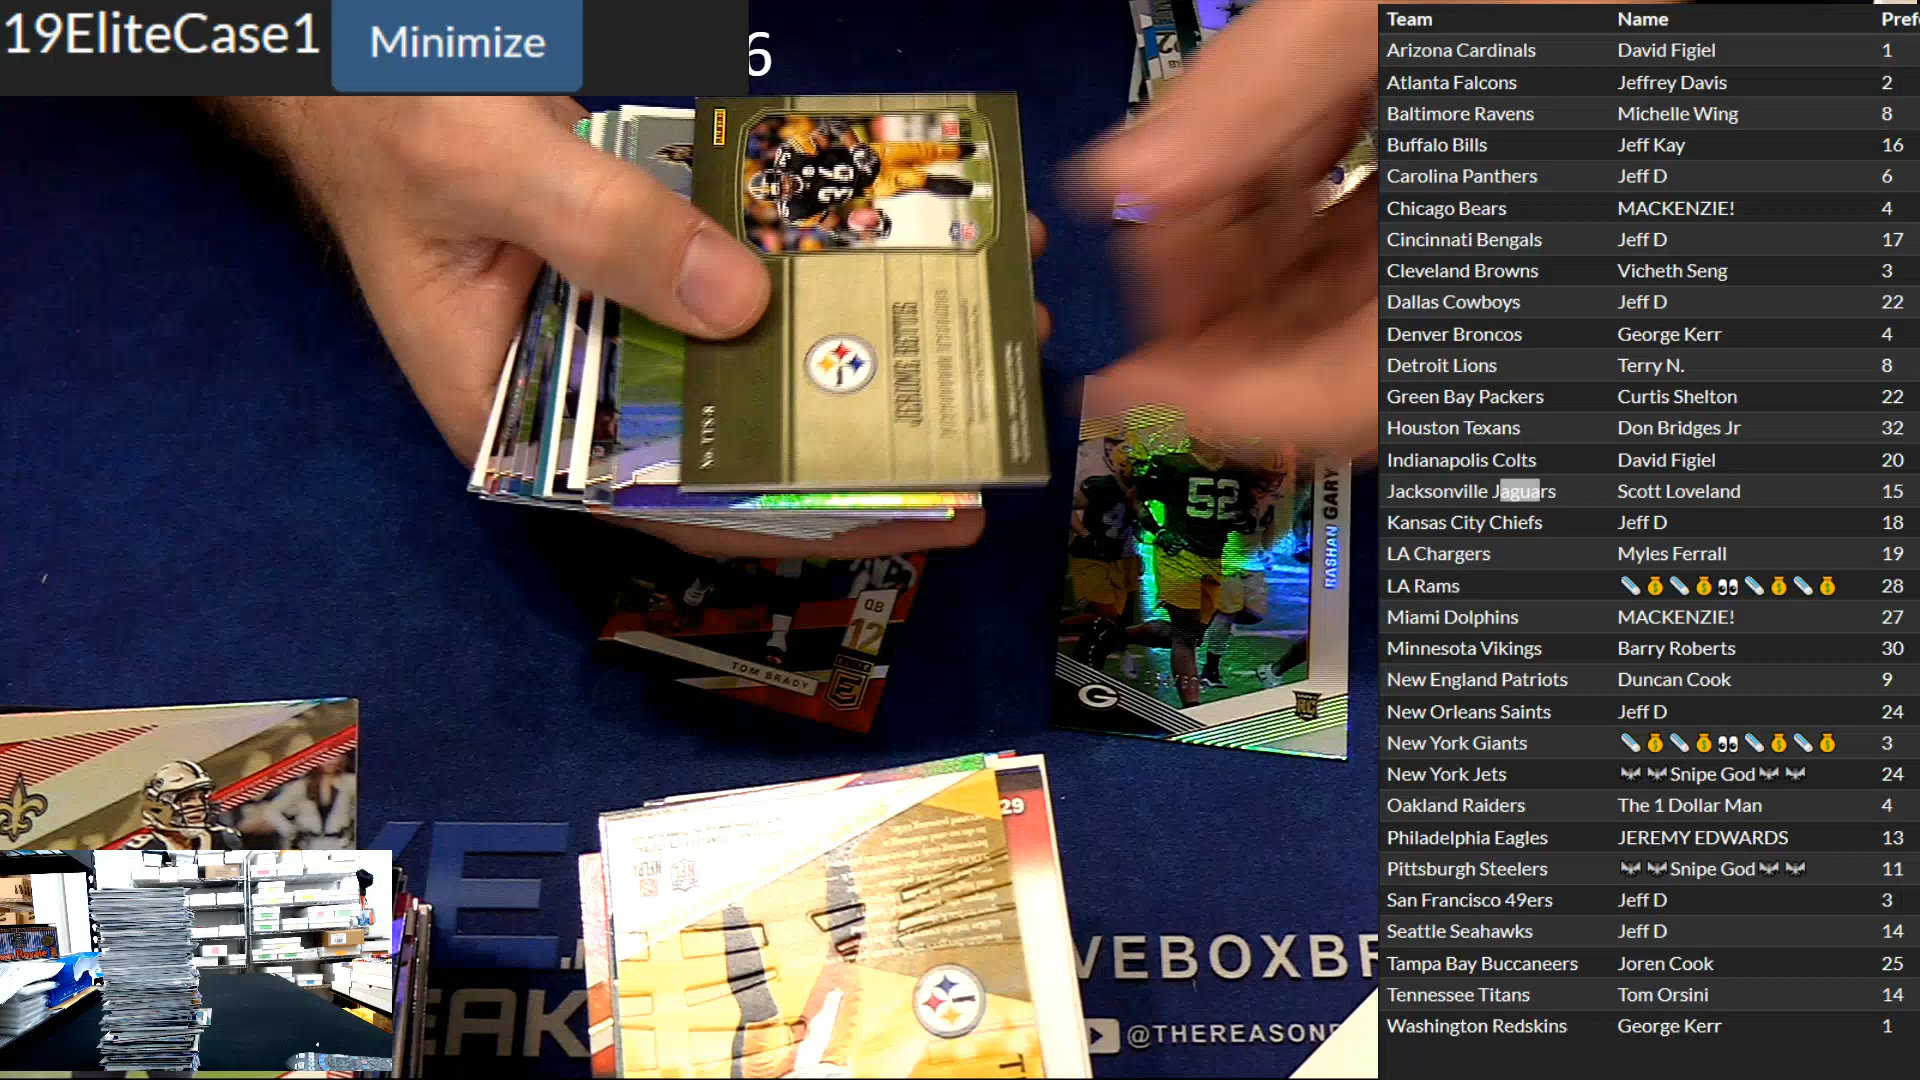 19EliteCase1
Minimize
6
Team Name Pref
Arizona Cardinals David Figiel 1
Atlanta Falcons Jeffrey Davis 2
Baltimore Ravens Michelle Wing 8
Buffalo Bills Jeff Kay 16
Carolina Panthers Jeff D 6
Chicago Bears MACKENZIE! 4
Cincinnati Bengals Jeff D 17
Cleveland Browns Vicheth Seng 3
Dallas Cowboys Jeff D 22
Denver Broncos George Kerr 4
Detroit Lions Terry N. 8
Green Bay Packers Curtis Shelton 22
Houston Texans Don Bridges Jr 32
Indianapolis Colts David Figiel 20
Jacksonville Jaguars Scott Loveland 15
Kansas City Chiefs Jeff D 18
LA Chargers Myles Ferrall 19
LA Rams 28
Miami Dolphins MACKENZIE! 27
Minnesota Vikings Barry Roberts 30
New England Patriots Duncan Cook 9
New Orleans Saints Jeff D 24
New York Giants 3
New York Jets Snipe God 24
Oakland Raiders The 1 Dollar Man 4
Philadelphia Eagles JEREMY EDWARDS 13
Pittsburgh Steelers Snipe God 11
San Francisco 49ers Jeff D 3
Seattle Seahawks Jeff D 14
Tampa Bay Buccaneers Joren Cook 25
Tennessee Titans Tom Orsini 14
Washington Redskins George Kerr 1
PANINI
36
JEROME BETTIS
No. TTS-8
52
RASHAN GARY
G
RC
QB
12
TOM BRADY
E
29
NFL
VEBOXBR
@THEREASON